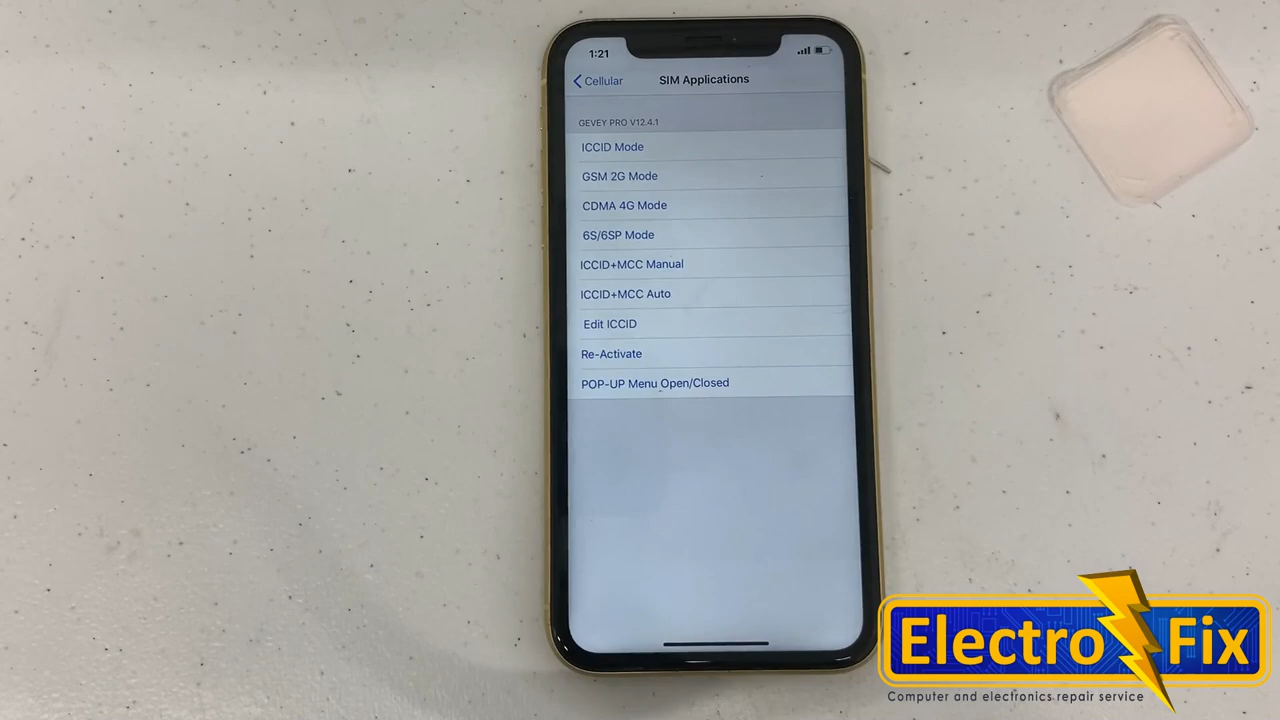 1:21
Cellular
SIM Applications
GEVEY PRO V12.4.1
ICCID Mode
GSM 2G Mode
CDMA 4G Mode
6S/6SP Mode
ICCID+MCC Manual
ICCID+MCC Auto
Edit ICCID
Re-Activate
POP-UP Menu Open/Closed
Electro Fix
Computer and electronics repair service